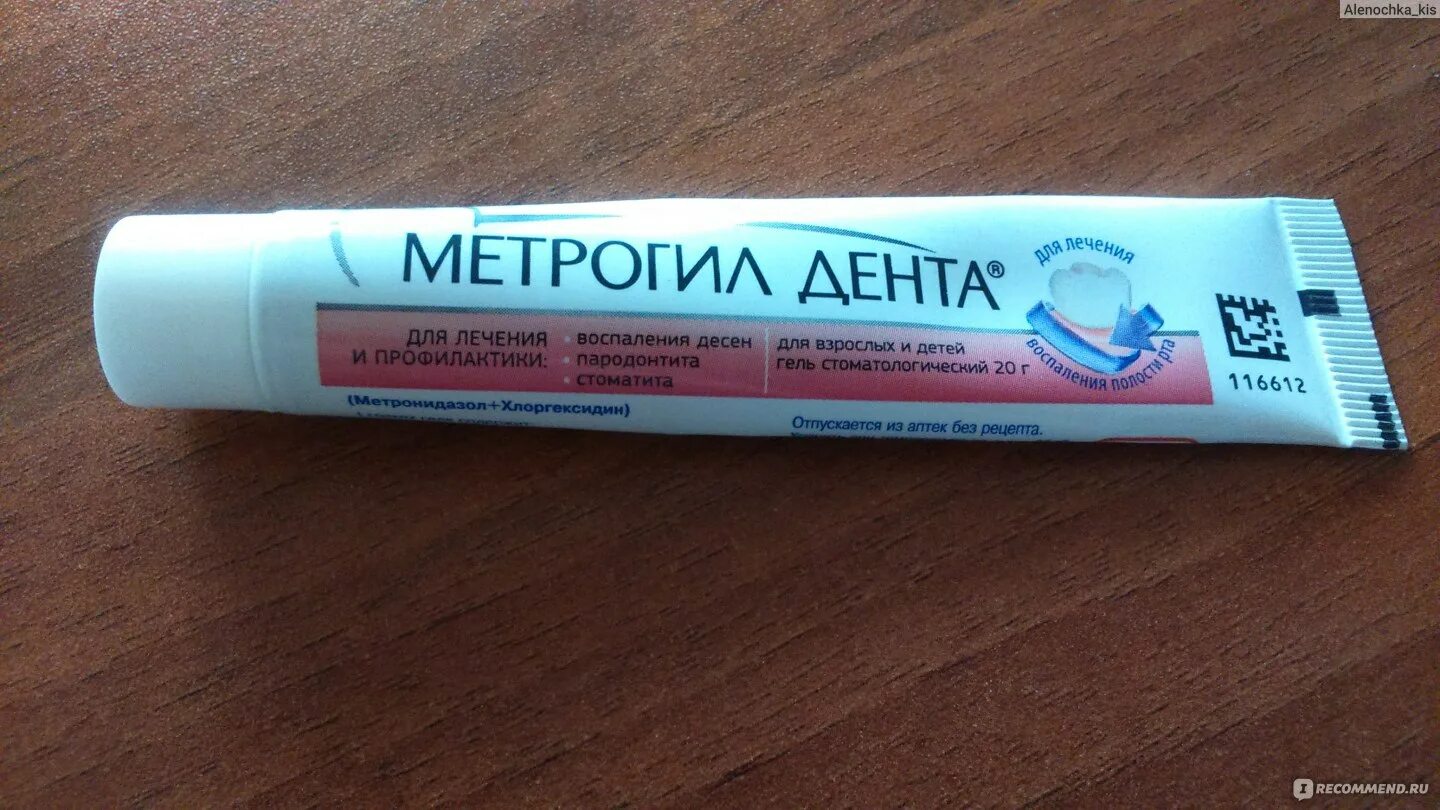 Alenochka_kis
МЕТРОГИЛ ДЕНТА®
ДЛЯ ЛЕЧЕНИЯ
И ПРОФИЛАКТИКИ:
• воспаления десен
• пародонтита
• стоматита
для взрослых и детей
гель стоматологический 20 г
для лечения
воспаления полости рта
116612
(Метронидазол+Хлоргексидин)
Отпускается из аптек без рецепта.
IRECOMMEND.RU